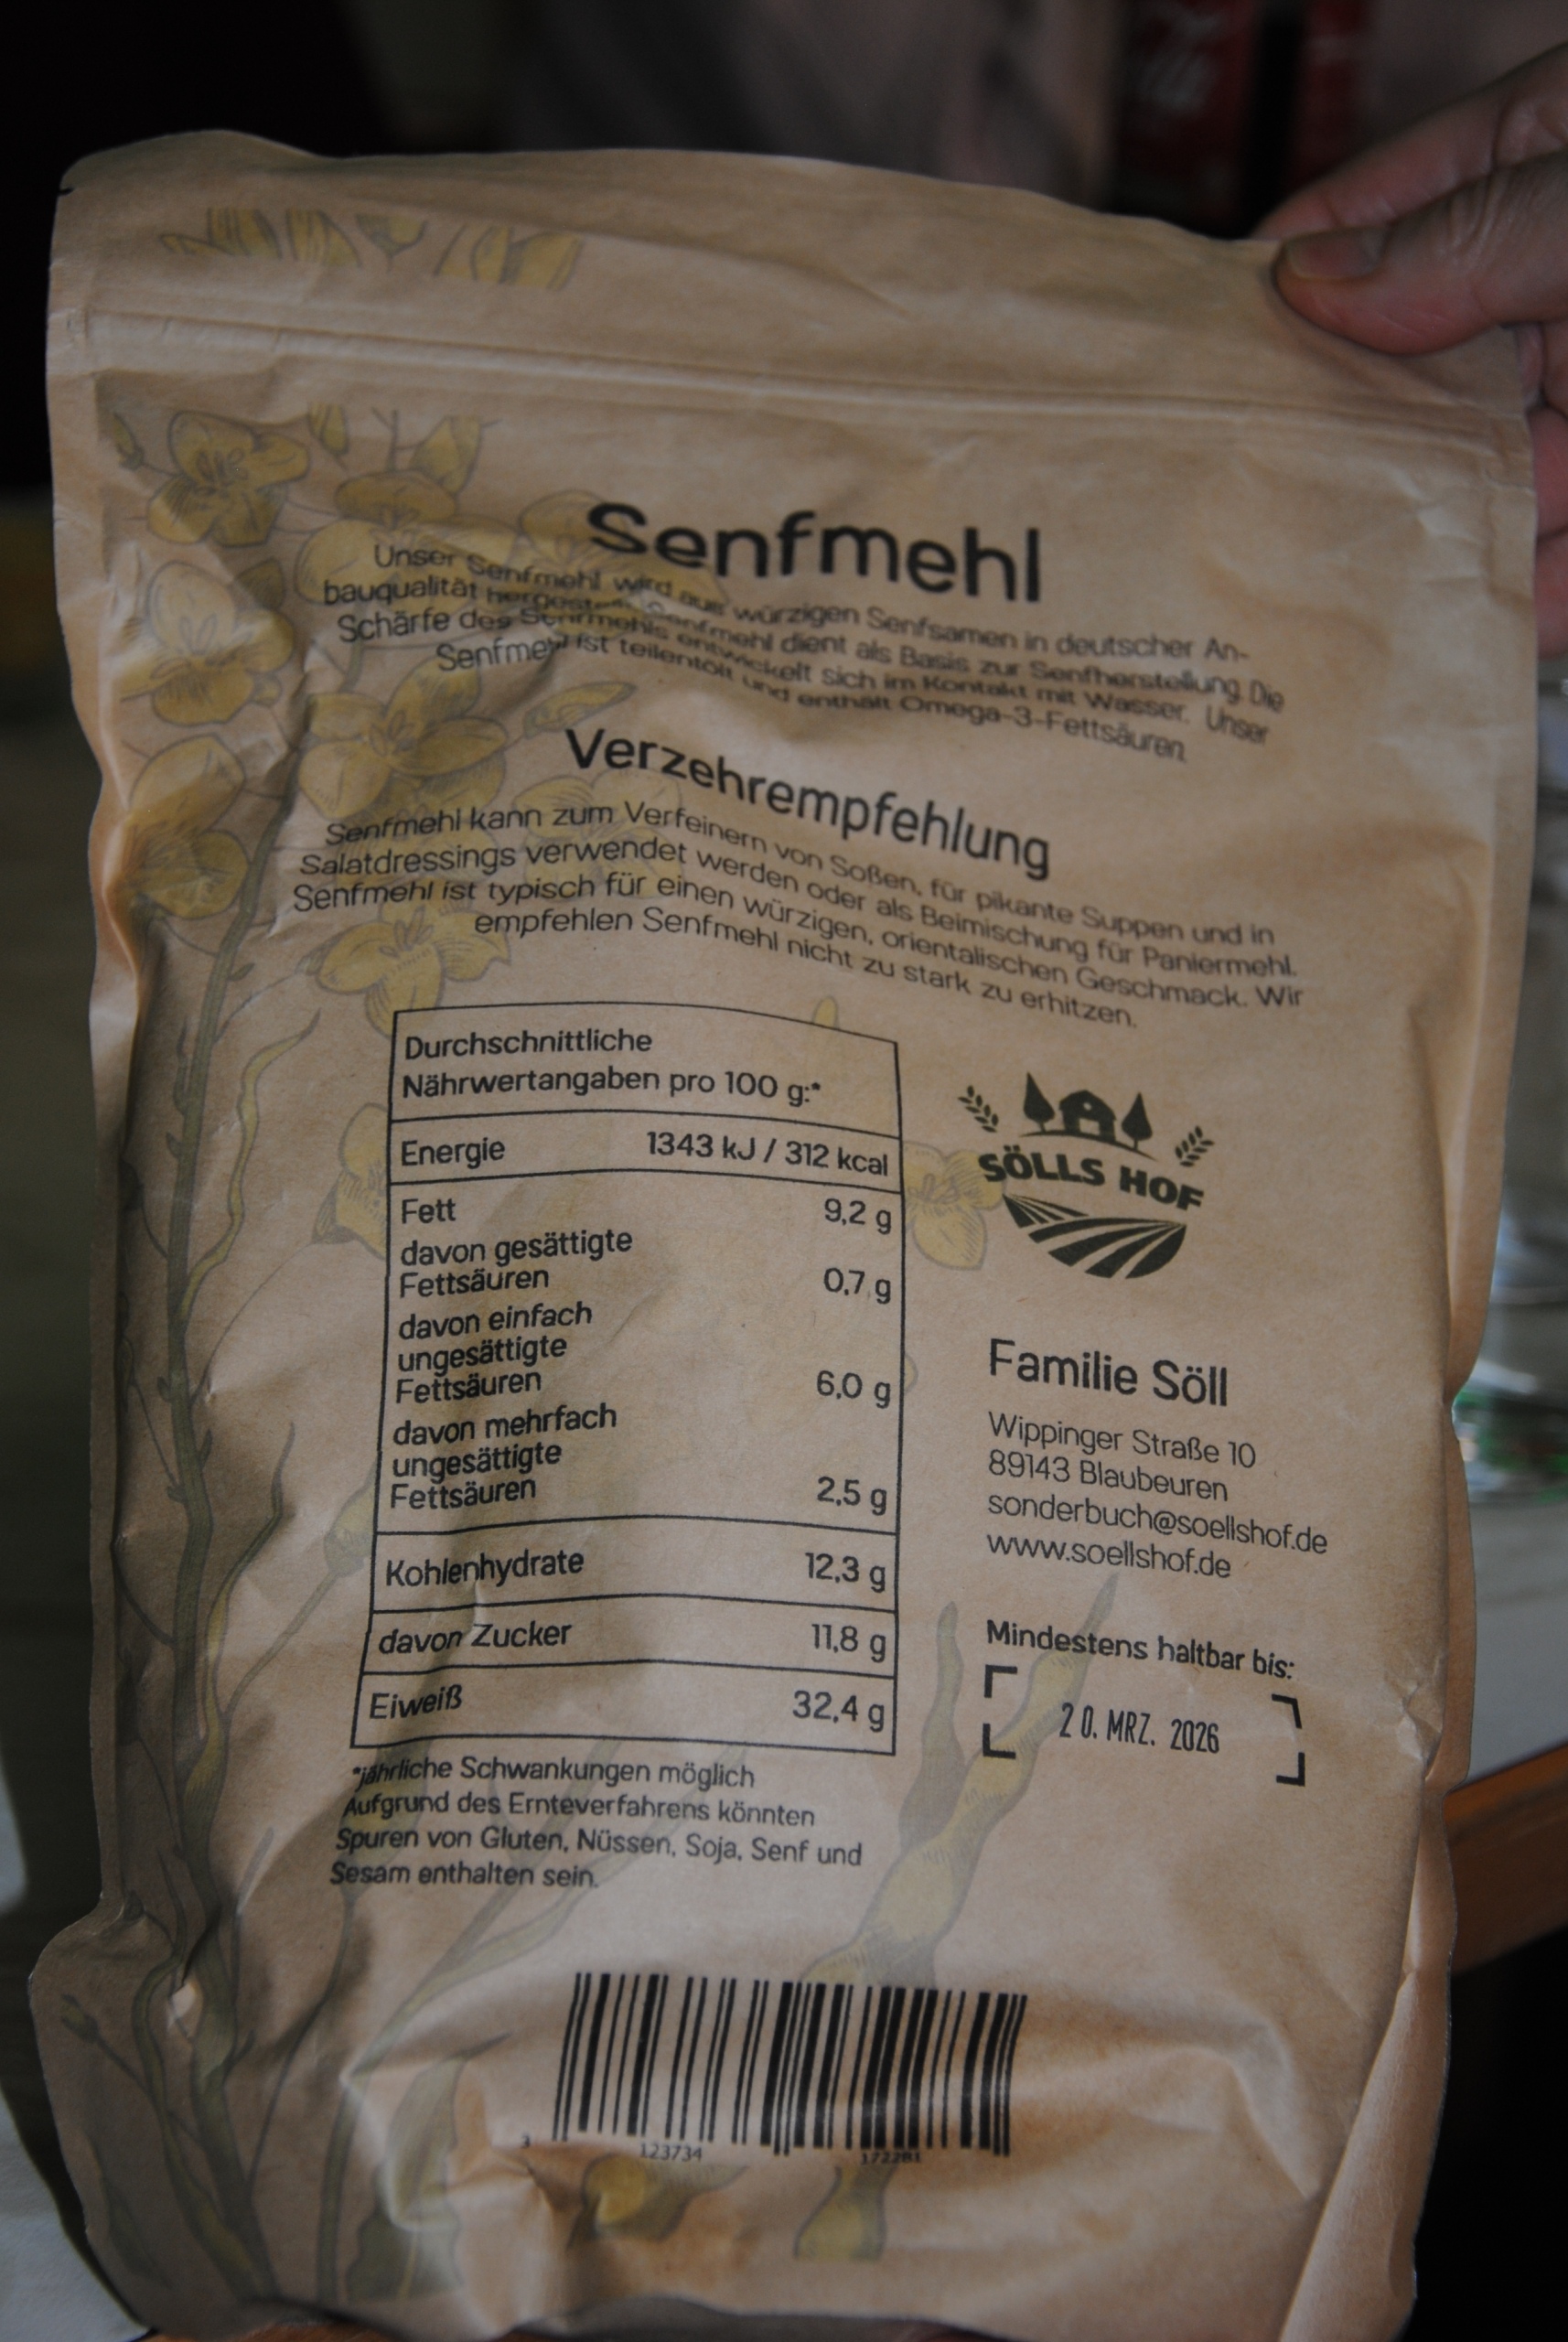 Senfmehl
Unser Senfmehl wird aus würzigen Senfsamen in deutscher An-
bauqualität hergestellt. Senfmehl dient als Basis zur Senfherstellung. Die
Schärfe des Senfmehls entwickelt sich im Kontakt mit Wasser. Unser
Senfmehl ist teilentölt und enthält Omega-3-Fettsäuren.
Verzehrempfehlung
Senfmehl kann zum Verfeinern von Soßen, für pikante Suppen und in
Salatdressings verwendet werden oder als Beimischung für Paniermehl.
Senfmehl ist typisch für einen würzigen, orientalischen Geschmack. Wir
empfehlen Senfmehl nicht zu stark zu erhitzen.
Durchschnittliche
Nährwertangaben pro 100 g:*
Energie 1343 kJ / 312 kcal
Fett 9,2 g
davon gesättigte
Fettsäuren 0,7 g
davon einfach
ungesättigte
Fettsäuren 6,0 g
davon mehrfach
ungesättigte
Fettsäuren 2,5 g
Kohlenhydrate 12,3 g
davon Zucker 11,8 g
Eiweiß 32,4 g
*jährliche Schwankungen möglich
Aufgrund des Ernteverfahrens könnten
Spuren von Gluten, Nüssen, Soja, Senf und
Sesam enthalten sein.
SÖLLS HOF
Familie Söll
Wippinger Straße 10
89143 Blaubeuren
sonderbuch@soellshof.de
www.soellshof.de
Mindestens haltbar bis:
20. MRZ. 2026
3 123734 172281